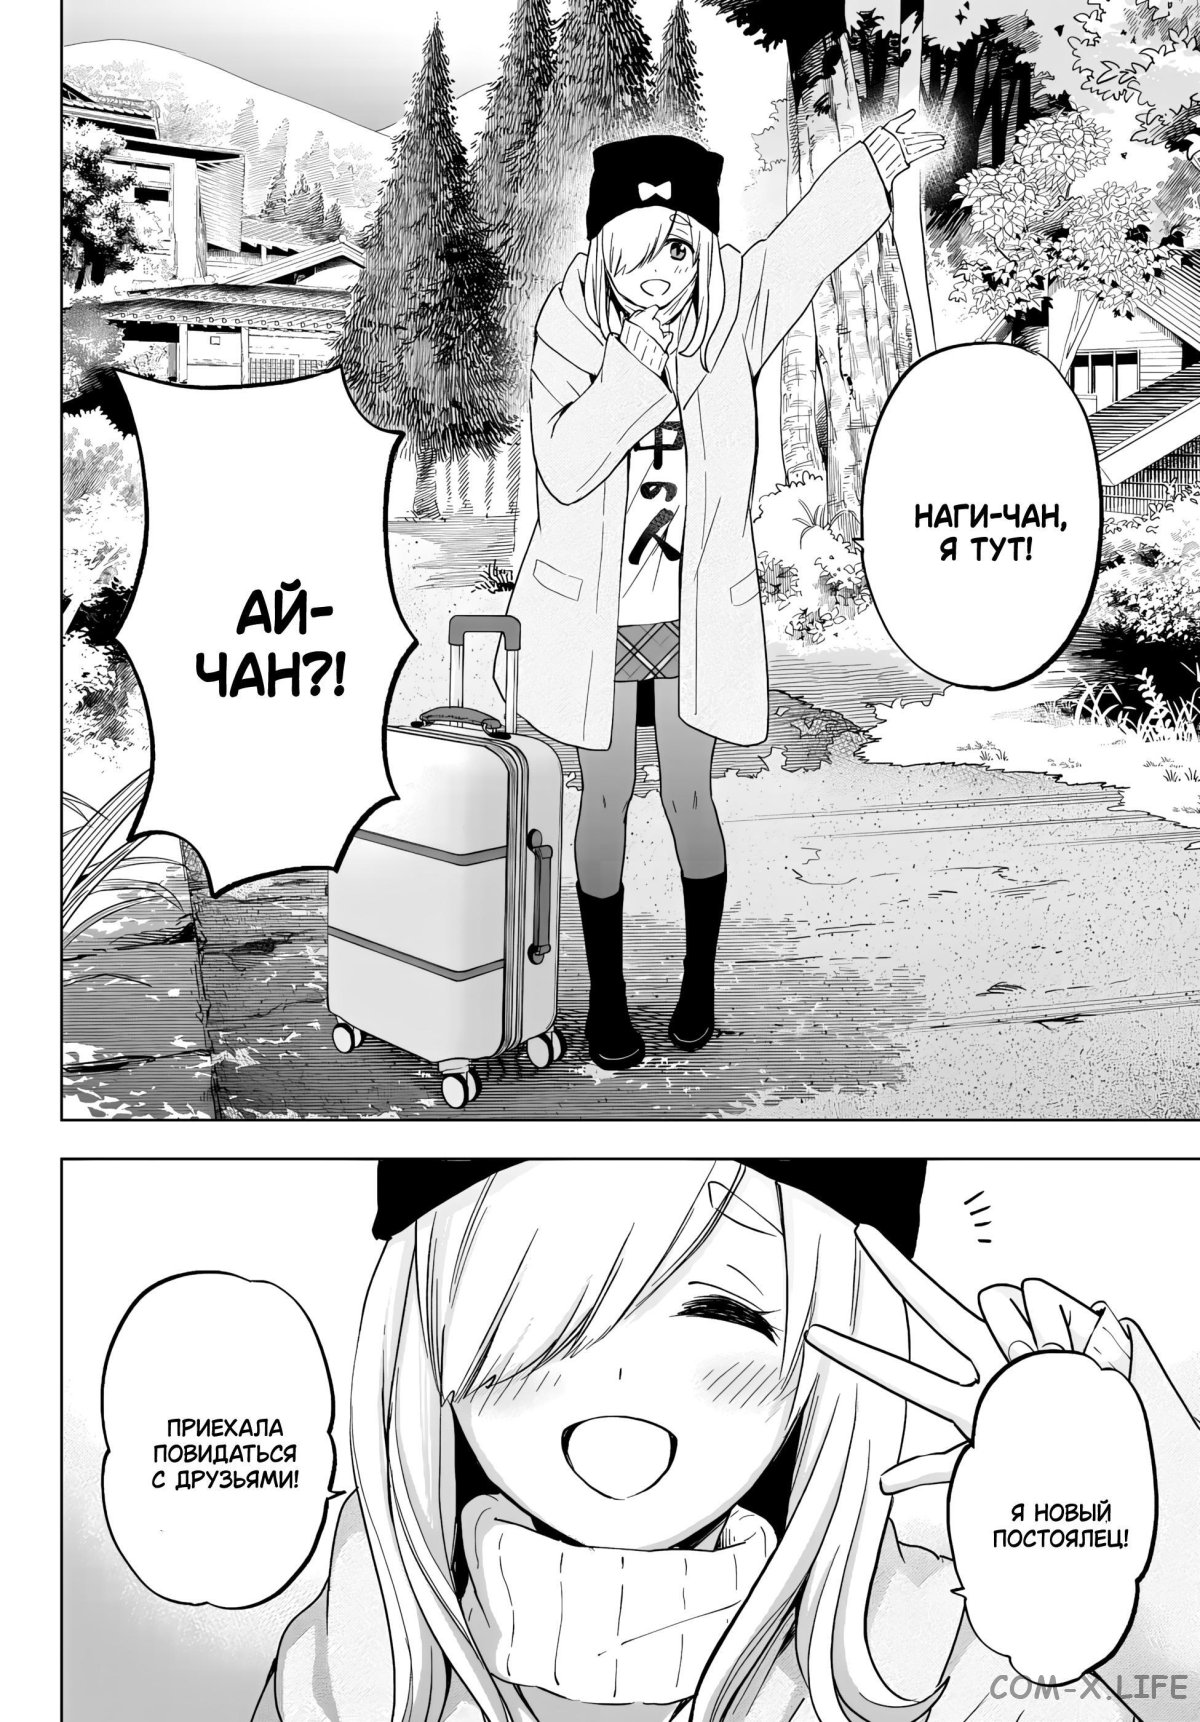 НАГИ-ЧАН,
Я ТУТ!
АЙ-
ЧАН?!
中の人
Я НОВЫЙ
ПОСТОЯЛЕЦ!
ПРИЕХАЛА
ПОВИДАТЬСЯ
С ДРУЗЬЯМИ!
COM-X.LIFE